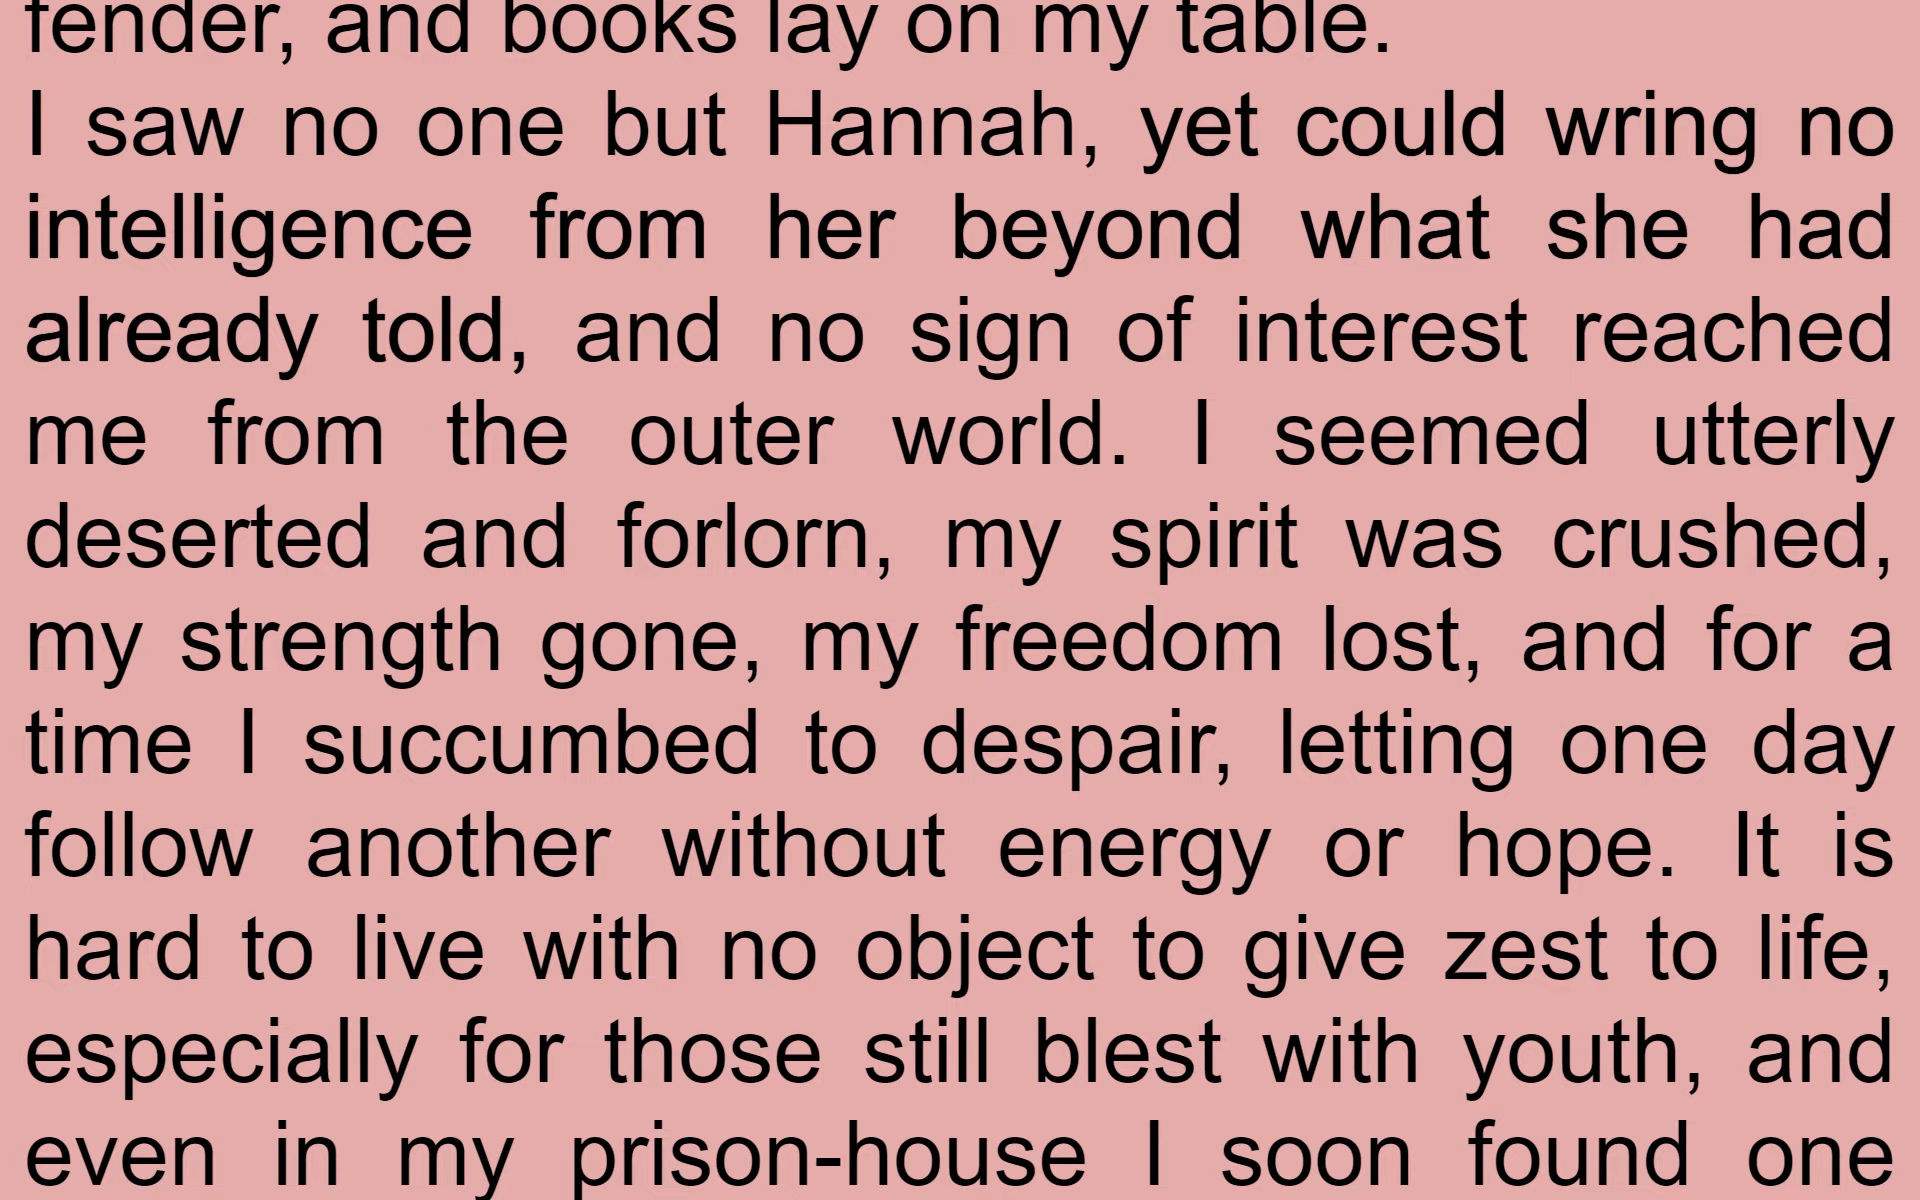 fender, and books lay on my table.
I saw no one but Hannah, yet could wring no
intelligence from her beyond what she had
already told, and no sign of interest reached
me from the outer world. I seemed utterly
deserted and forlorn, my spirit was crushed,
my strength gone, my freedom lost, and for a
time I succumbed to despair, letting one day
follow another without energy or hope. It is
hard to live with no object to give zest to life,
especially for those still blest with youth, and
even in my prison-house I soon found one